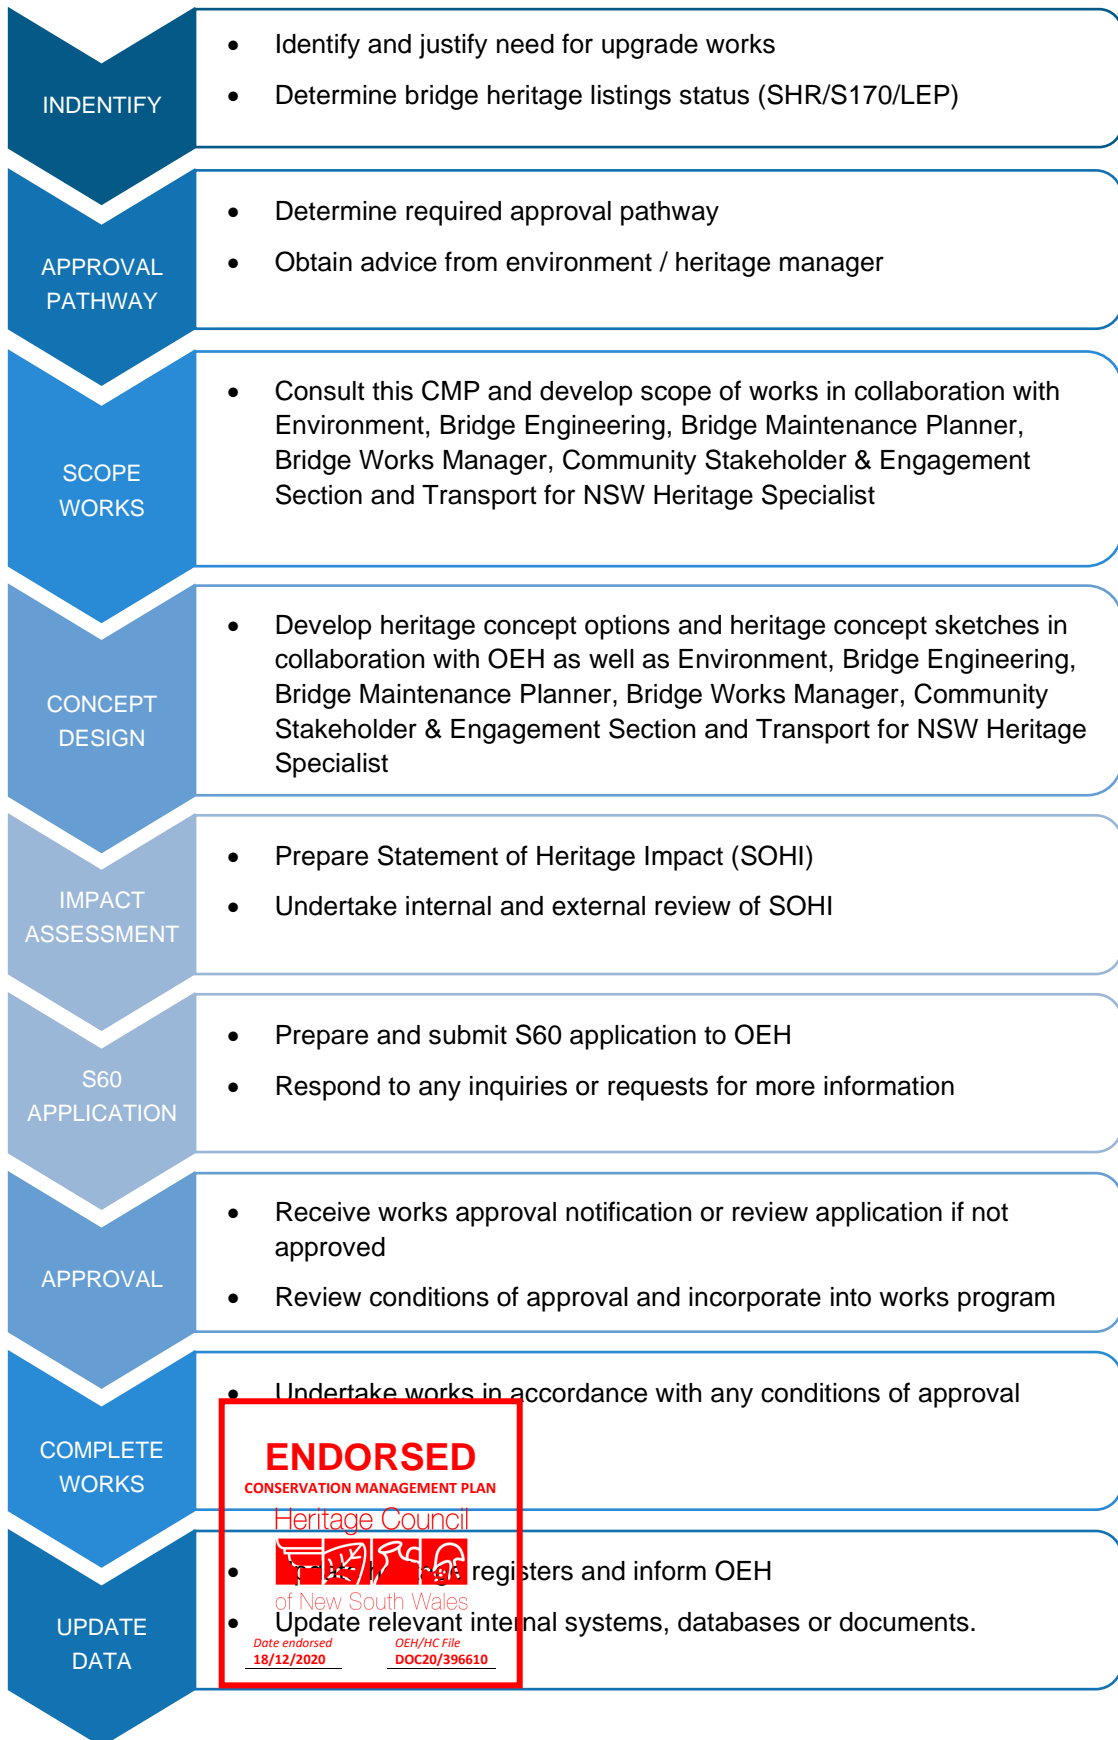 INDENTIFY
• Identify and justify need for upgrade works
• Determine bridge heritage listings status (SHR/S170/LEP)
APPROVAL
PATHWAY
• Determine required approval pathway
• Obtain advice from environment / heritage manager
SCOPE
WORKS
• Consult this CMP and develop scope of works in collaboration with
Environment, Bridge Engineering, Bridge Maintenance Planner,
Bridge Works Manager, Community Stakeholder & Engagement
Section and Transport for NSW Heritage Specialist
CONCEPT
DESIGN
• Develop heritage concept options and heritage concept sketches in
collaboration with OEH as well as Environment, Bridge Engineering,
Bridge Maintenance Planner, Bridge Works Manager, Community
Stakeholder & Engagement Section and Transport for NSW Heritage
Specialist
IMPACT
ASSESSMENT
• Prepare Statement of Heritage Impact (SOHI)
• Undertake internal and external review of SOHI
S60
APPLICATION
• Prepare and submit S60 application to OEH
• Respond to any inquiries or requests for more information
APPROVAL
• Receive works approval notification or review application if not
approved
• Review conditions of approval and incorporate into works program
COMPLETE
WORKS
• Undertake works in accordance with any conditions of approval
UPDATE
DATA
• Update heritage registers and inform OEH
• Update relevant internal systems, databases or documents.
ENDORSED
CONSERVATION MANAGEMENT PLAN
Heritage Council
of New South Wales
Date endorsed OEH/HC File
18/12/2020 DOC20/396610